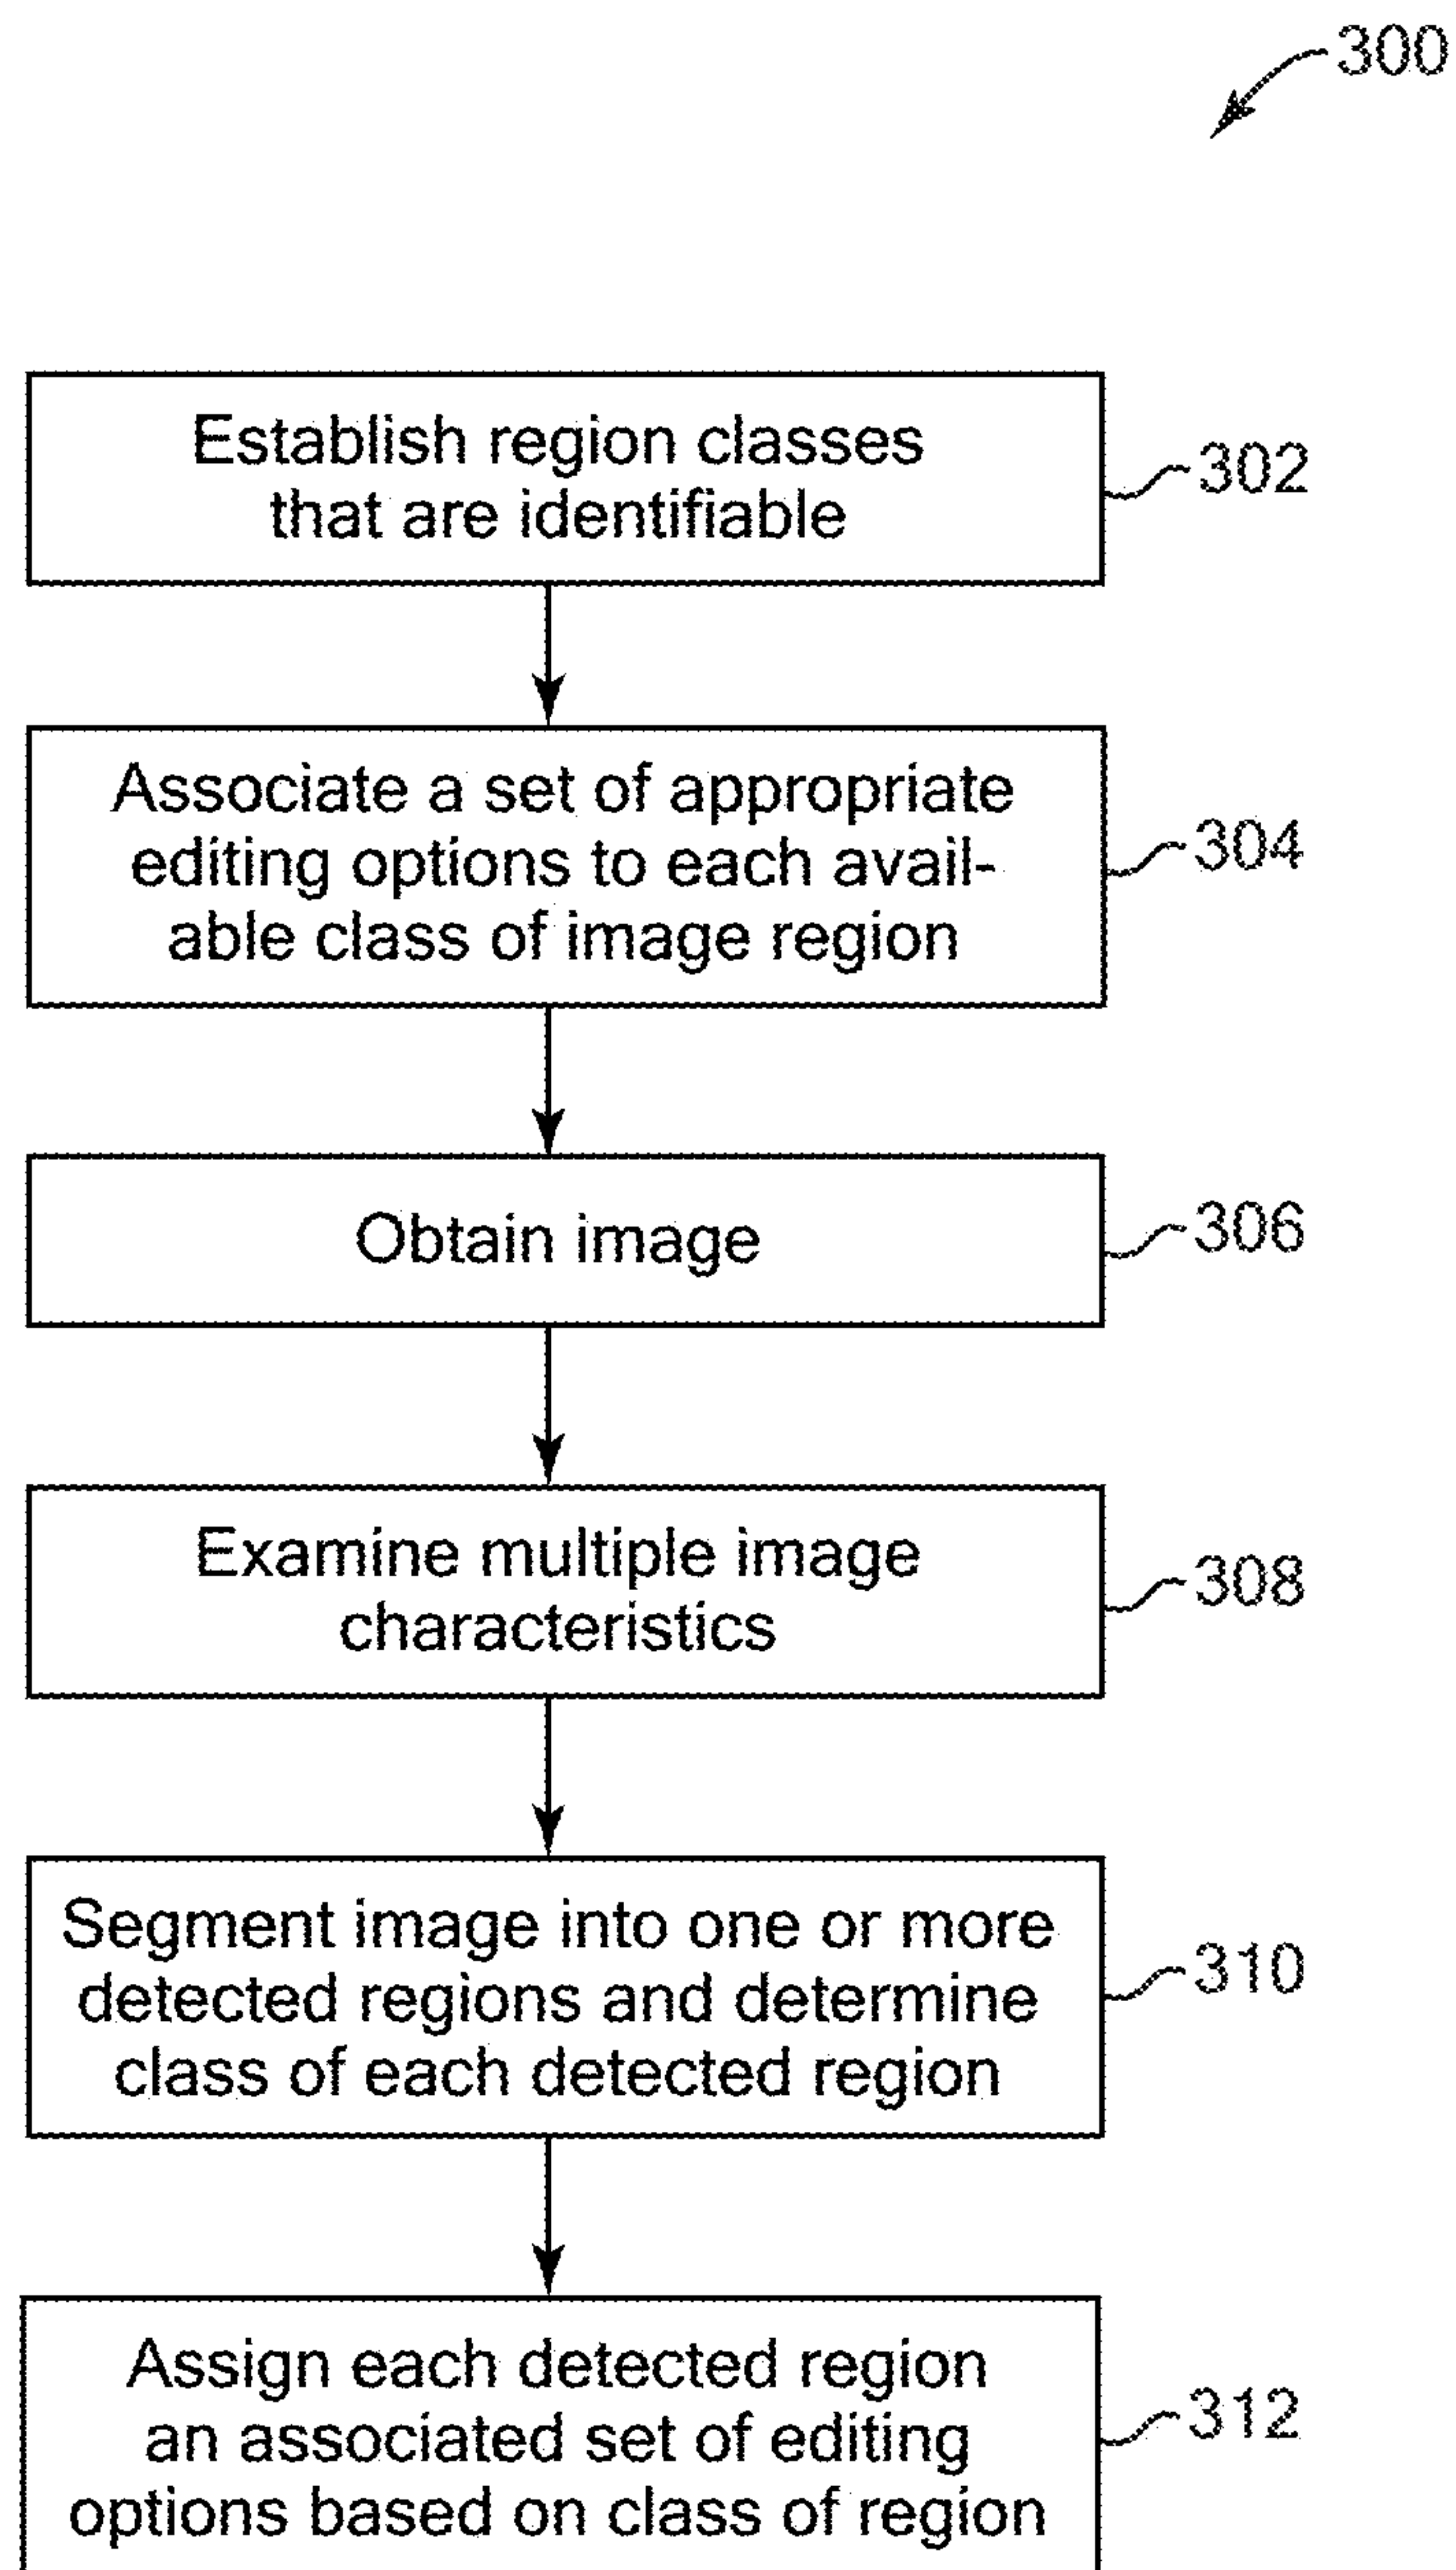 300
Establish region classes
that are identifiable
302
Associate a set of appropriate
editing options to each avail-
able class of image region
304
Obtain image
306
Examine multiple image
characteristics
308
Segment image into one or more
detected regions and determine
class of each detected region
310
Assign each detected region
an associated set of editing
options based on class of region
312